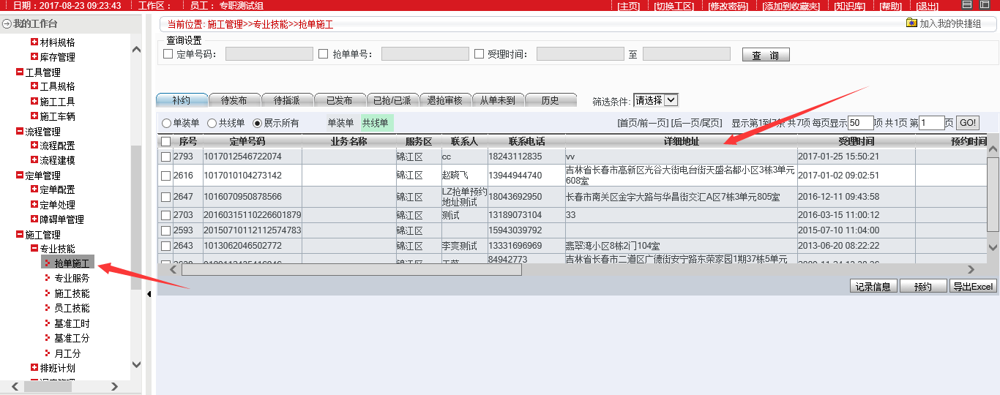 日期：2017-08-23 09:23:43 工作区： 员工： 专职测试组 [主页] [切换工区] [修改密码] [添加到收藏夹] [知识库] [帮助] [退出]
我的工作台
材料规格
库存管理
工具管理
工具规格
施工工具
施工车辆
流程管理
流程配置
流程建模
定单管理
定单配置
定单处理
障碍单管理
施工管理
专业技能
抢单施工
专业服务
施工技能
员工技能
基准工时
基准工分
月工分
排班计划
当前位置: 施工管理>>专业技能>>抢单施工 加入我的快捷组
查询设置
定单号码： 抢单单号： 受理时间： 至 查 询
补约 待发布 待指派 已发布 已抢/已派 退抢审核 从单未到 历史 筛选条件: 请选择
单装单 共线单 展示所有 单装单 共线单 [首页/前一页] [后一页/尾页] 显示第1到7条 共7项 每页显示 50 项 共1页 第 1 页 GO!
序号 定单号码 业务名称 服务区 联系人 联系电话 详细地址 受理时间 预约时间
2793 1017012546722074 锦江区 cc 18243112835 vv 2017-01-25 15:50:21
2616 1017010104273142 锦江区 赵晓飞 13944944740 吉林省长春市高新区光谷大街电台街天盛名都小区3栋3单元
608室 2017-01-02 09:02:51
2647 1016070950878566 锦江区 LZ抢单预约
地址测试 18043692950 长春市南关区金宇大路与华昌街交汇A区7栋3单元805室 2016-12-11 09:43:58
2703 20160315110226601879 锦江区 测试 13189073104 33 2016-03-15 11:00:12
2593 20150710112112574783 锦江区 15943039792 2015-07-10 11:04:00
2643 1013062046502772 锦江区 李爽测试 13331696969 翡翠湾小区8栋2门104室 2013-06-20 08:22:22
84942773 吉林省长春市二道区广德街安宁路东荣家园1期37栋5单元
记录信息 预约 导出Excel